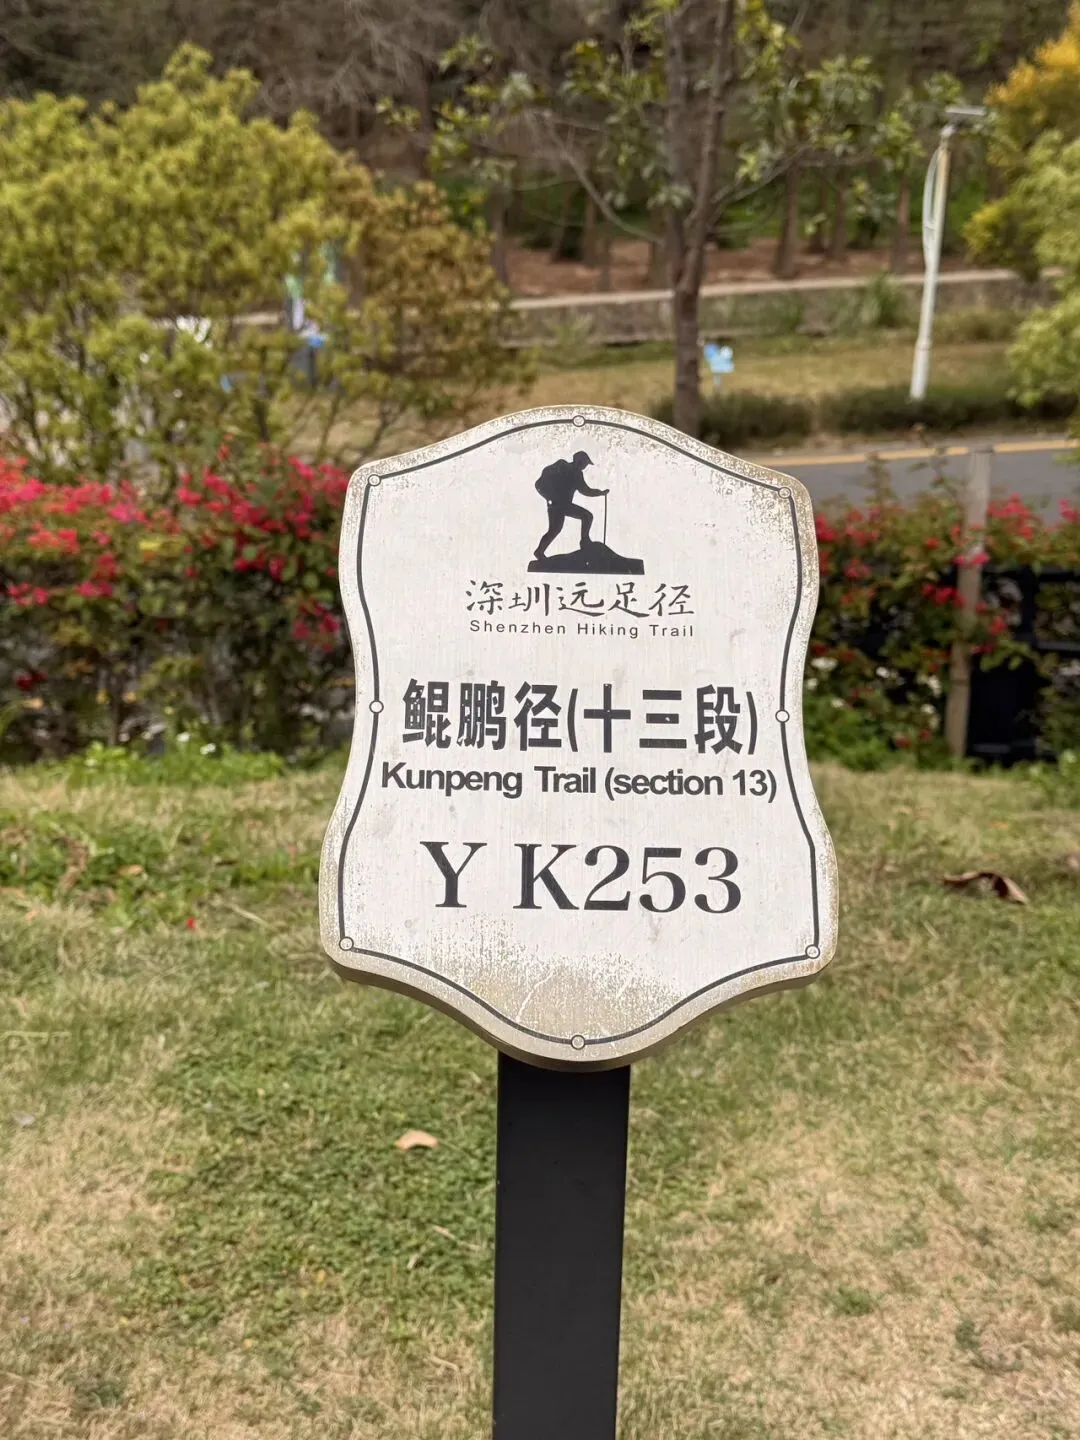 深圳远足径
Shenzhen Hiking Trail
鲲鹏径(十三段)
Kunpeng Trail (section 13)
Y K253